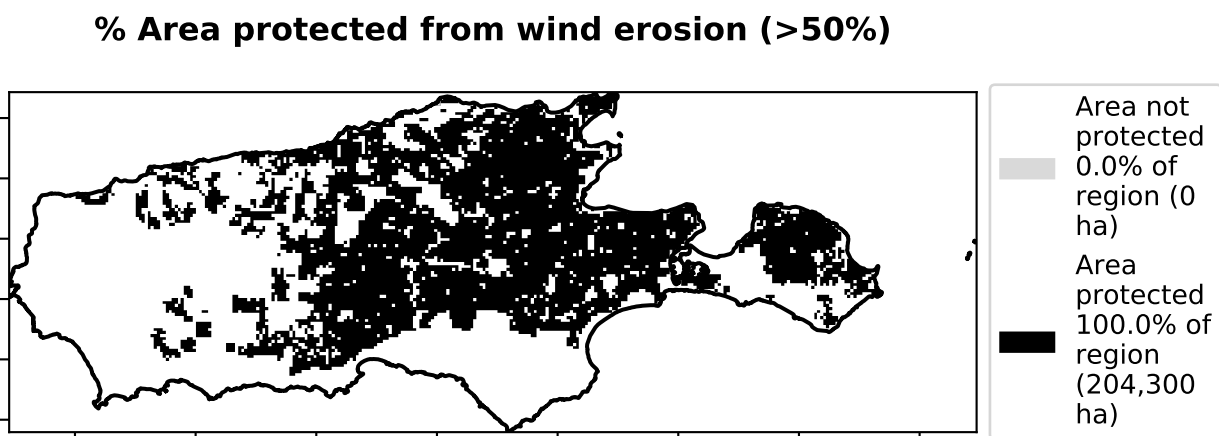 % Area protected from wind erosion (>50%)
Area not
protected
0.0% of
region (0
ha)
Area
protected
100.0% of
region
(204,300
ha)